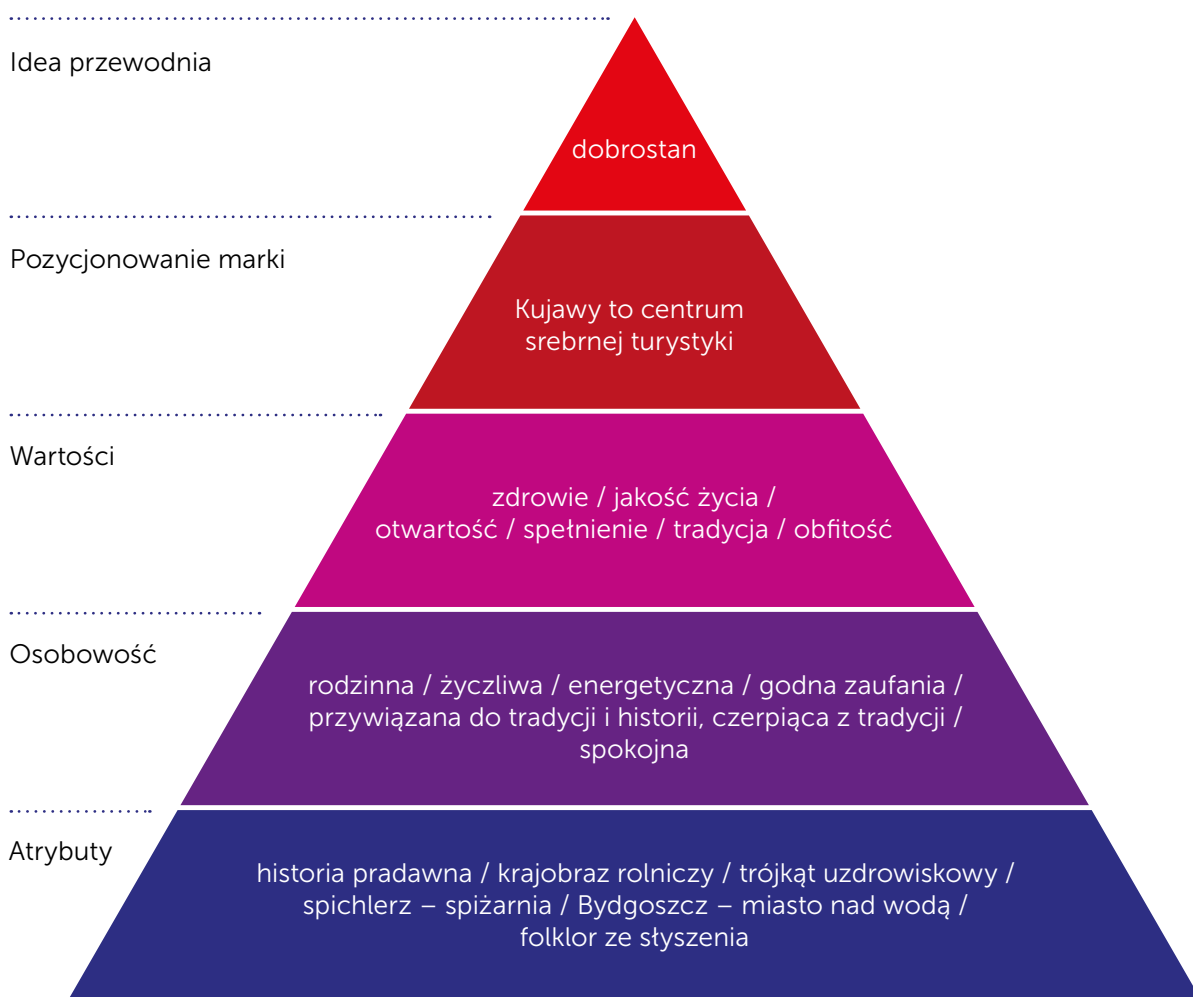 Idea przewodnia
dobrostan
Pozycjonowanie marki
Kujawy to centrum
srebrnej turystyki
Wartości
zdrowie / jakość życia /
otwartość / spełnienie / tradycja / obfitość
Osobowość
rodzinna / życzliwa / energetyczna / godna zaufania /
przywiązana do tradycji i historii, czerpiąca z tradycji /
spokojna
Atrybuty
historia pradawna / krajobraz rolniczy / trójkąt uzdrowiskowy /
spichlerz – spiżarnia / Bydgoszcz – miasto nad wodą /
folklor ze słyszenia